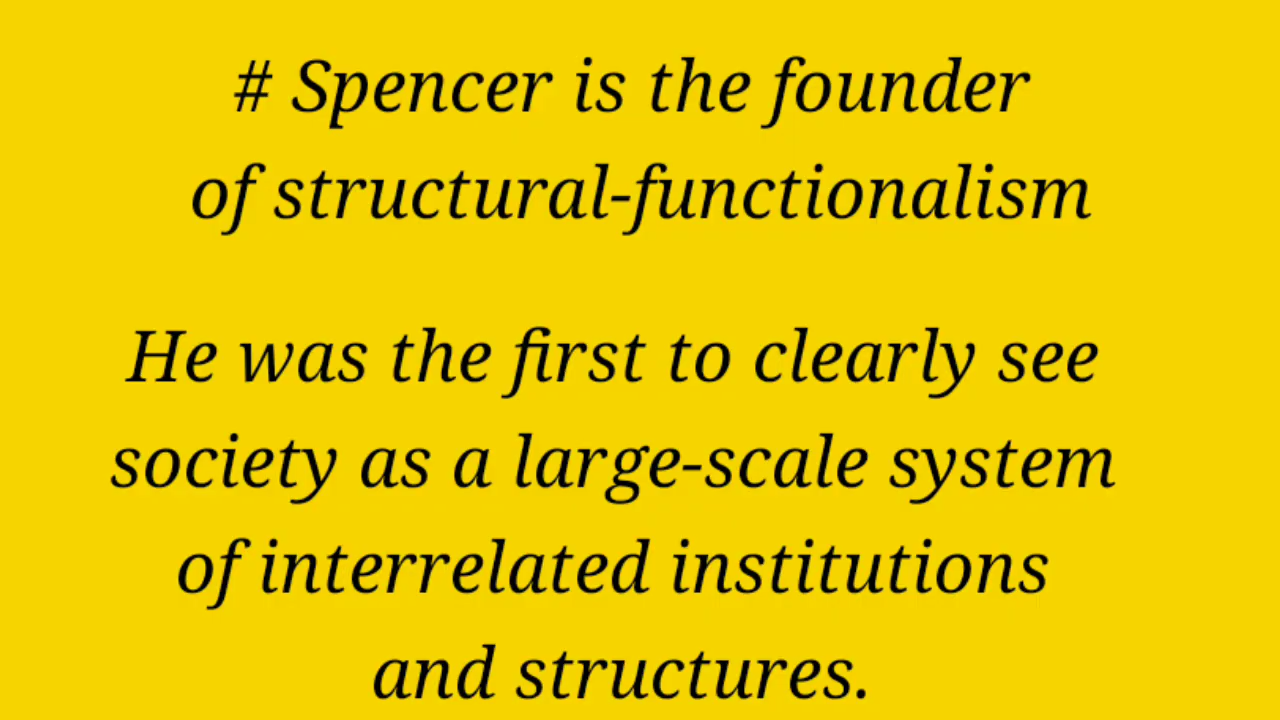 # Spencer is the founder
of structural-functionalism
He was the first to clearly see
society as a large-scale system
of interrelated institutions
and structures.